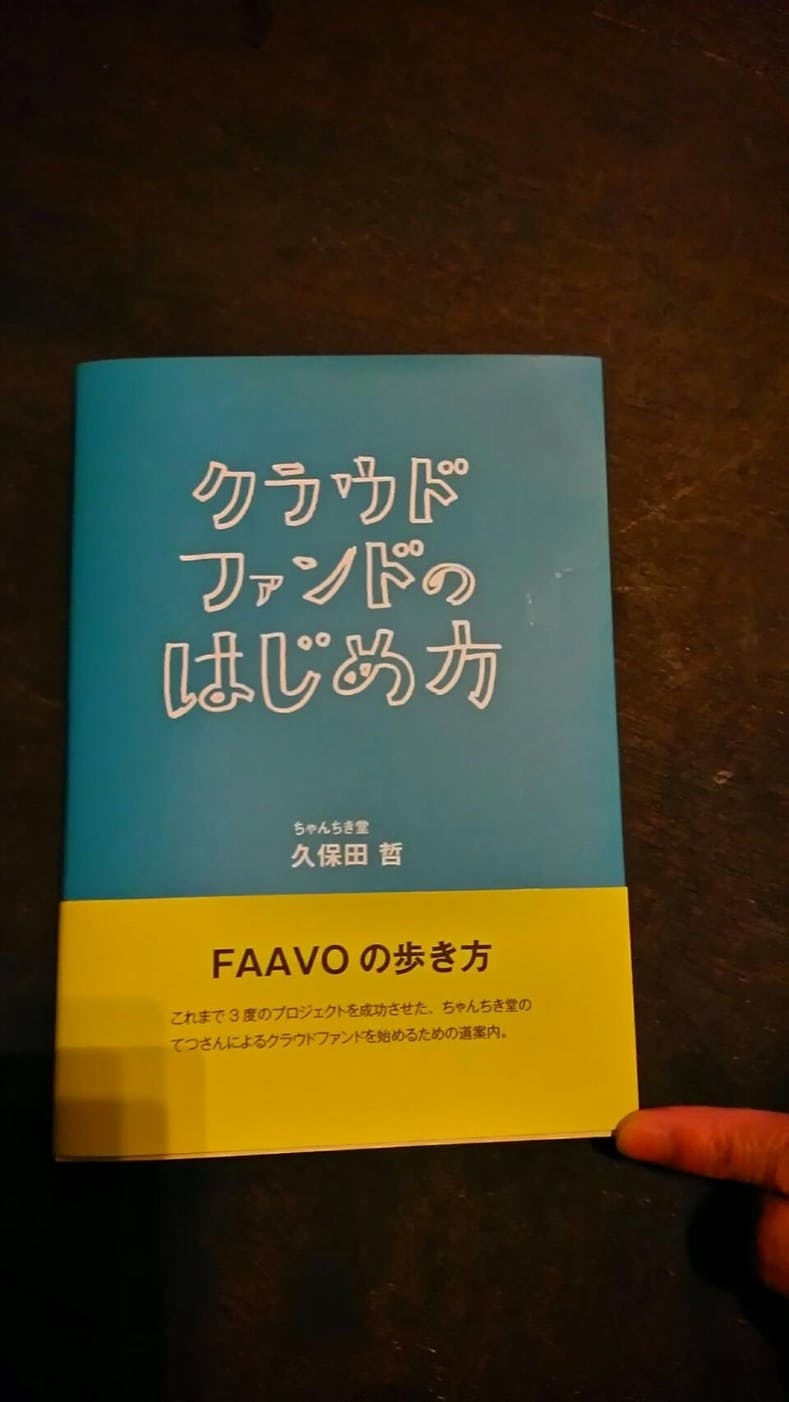 クラウド
ファンドの
はじめ方
ちゃんちき堂
久保田 哲
FAAVOの歩き方
これまで3度のプロジェクトを成功させた、ちゃんちき堂の
てつさんによるクラウドファンドを始めるための道案内。